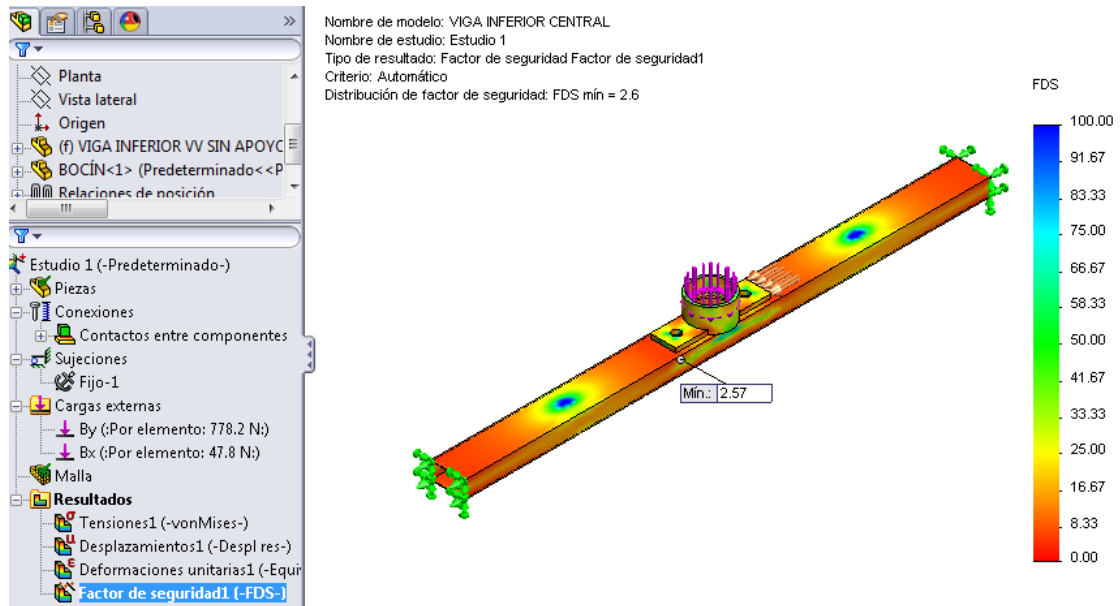 Planta
Vista lateral
Origen
(f) VIGA INFERIOR VV SIN APOYC
BOCÍN<1> (Predeterminado<<P
Relaciones de posición
Estudio 1 (-Predeterminado-)
Piezas
Conexiones
Contactos entre componentes
Sujeciones
Fijo-1
Cargas externas
By (:Por elemento: 778.2 N:)
Bx (:Por elemento: 47.8 N:)
Malla
Resultados
Tensiones1 (-vonMises-)
Desplazamientos1 (-Despl res-)
Deformaciones unitarias1 (-Equi
Factor de seguridad1 (-FDS-)
Nombre de modelo: VIGA INFERIOR CENTRAL
Nombre de estudio: Estudio 1
Tipo de resultado: Factor de seguridad Factor de seguridad1
Criterio: Automático
Distribución de factor de seguridad: FDS mín = 2.6
Mín.: 2.57
FDS
100.00
91.67
83.33
75.00
66.67
58.33
50.00
41.67
33.33
25.00
16.67
8.33
0.00